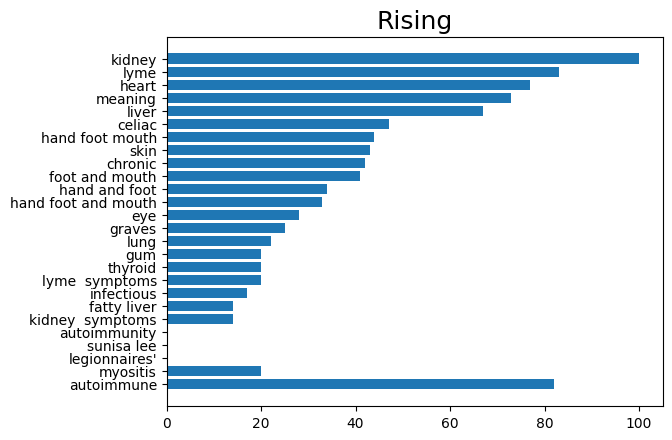 Rising
kidney
lyme
heart
meaning
liver
celiac
hand foot mouth
skin
chronic
foot and mouth
hand and foot
hand foot and mouth
eye
graves
lung
gum
thyroid
lyme  symptoms
infectious
fatty liver
kidney  symptoms
autoimmunity
sunisa lee
legionnaires'
myositis
autoimmune
0 20 40 60 80 100